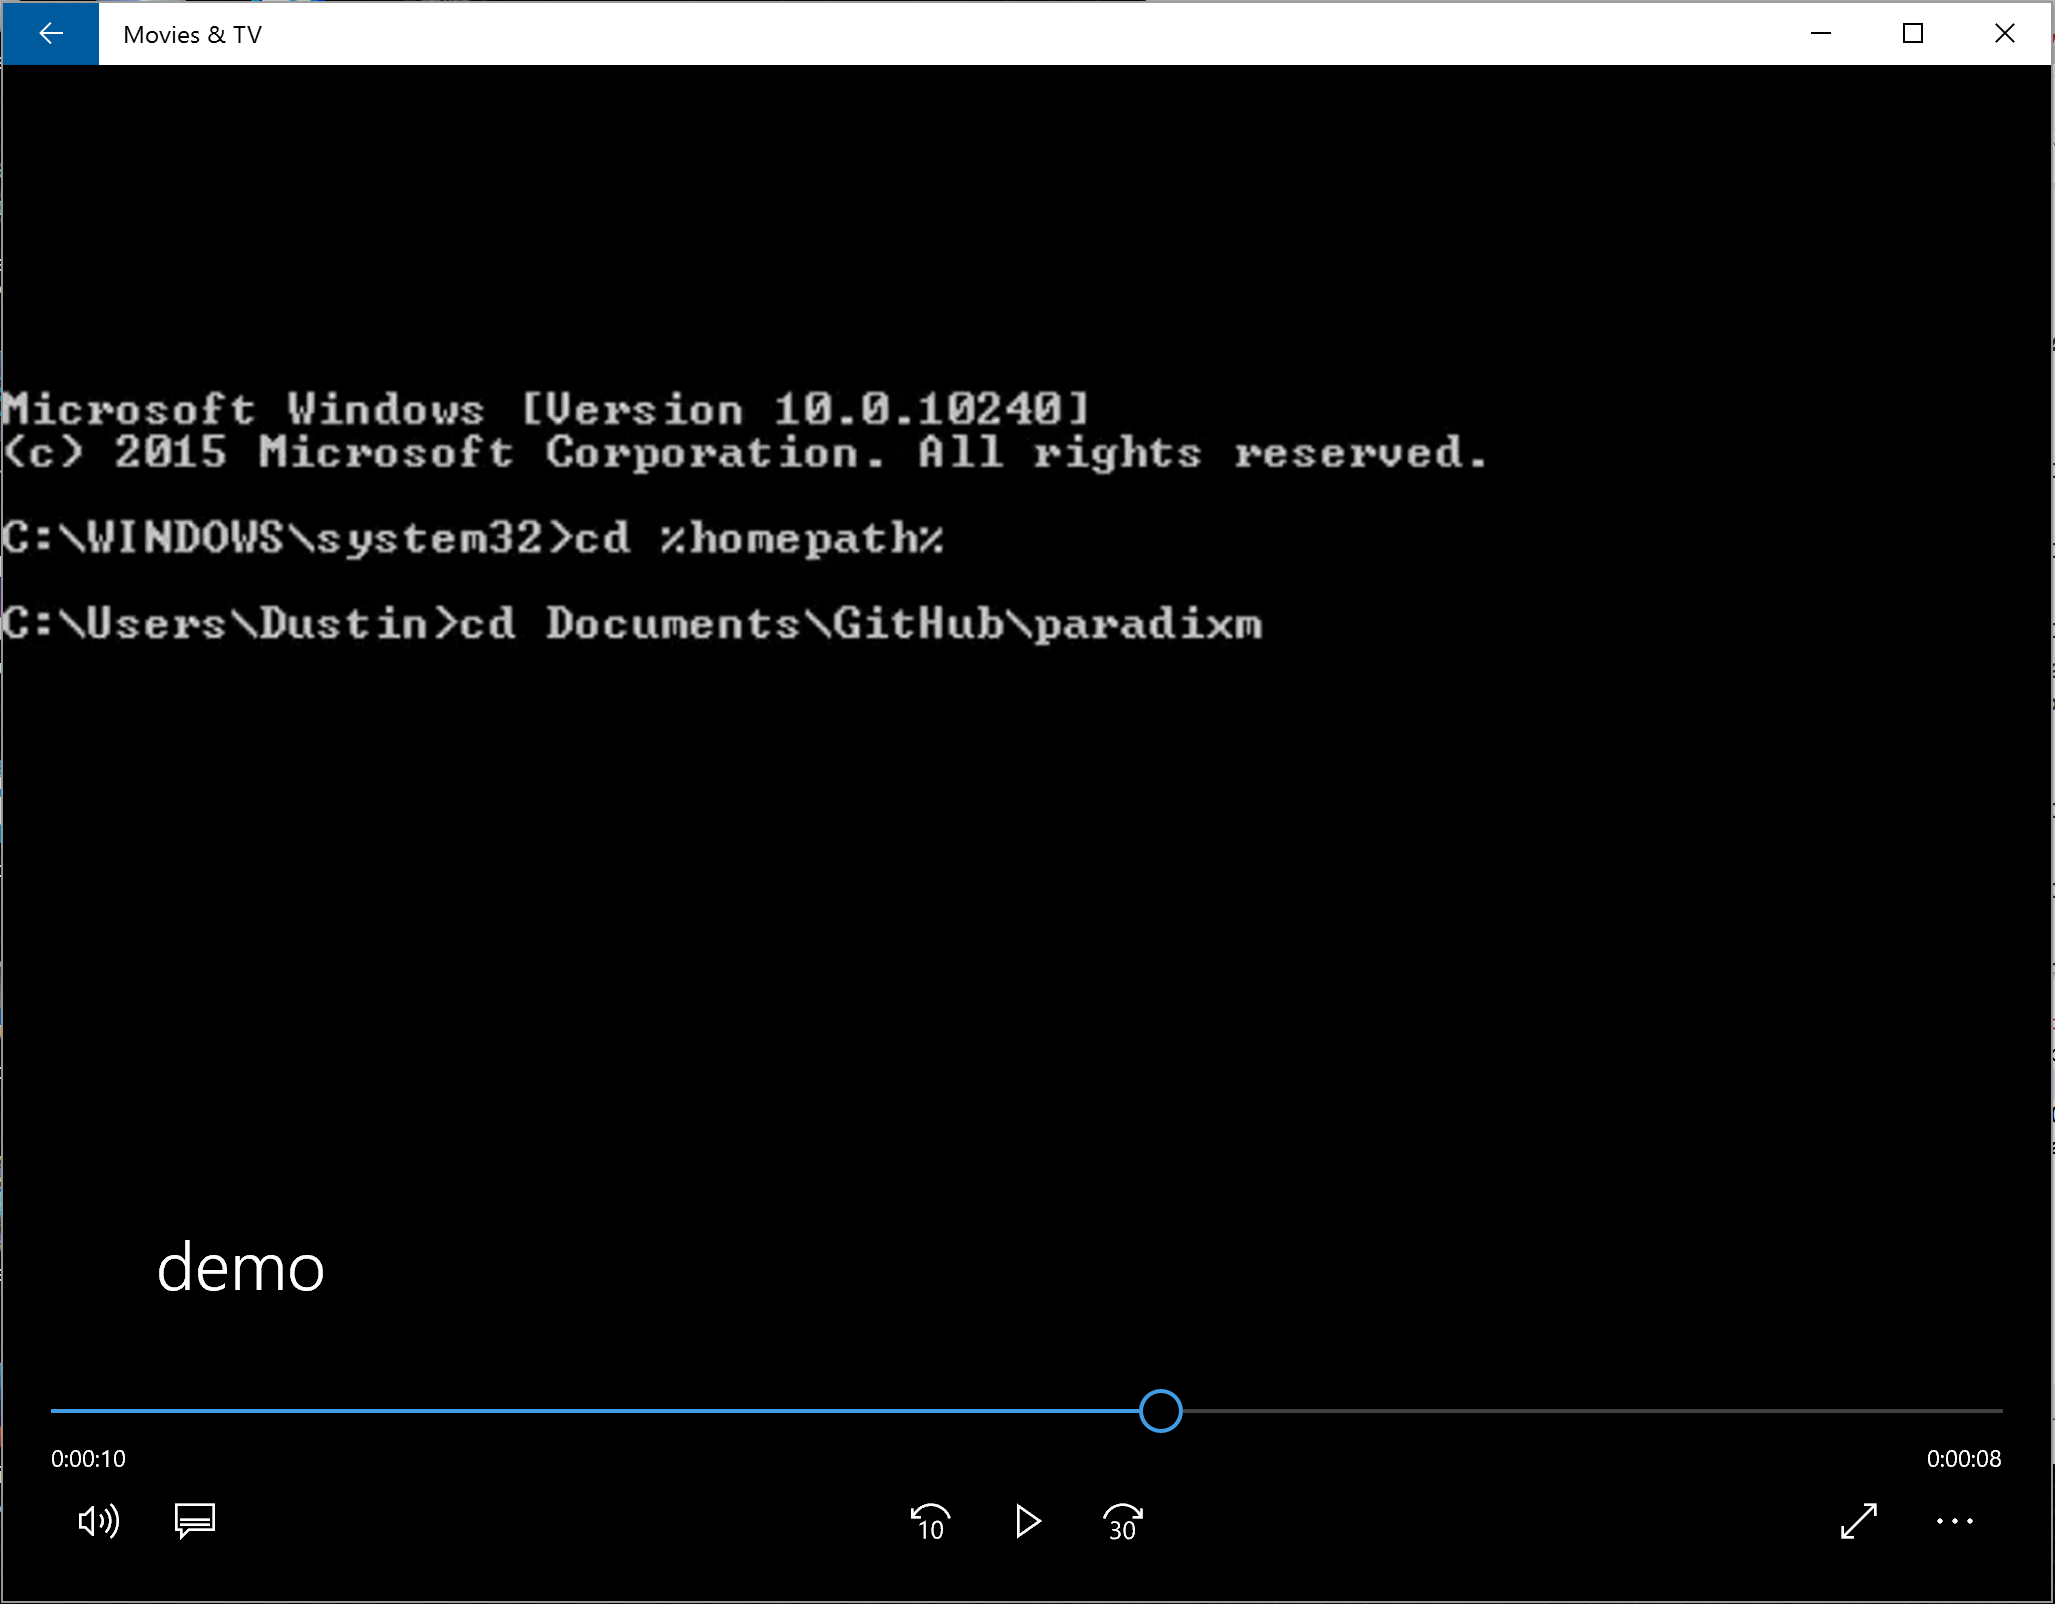 Movies & TV
Microsoft Windows [Version 10.0.10240]
(c) 2015 Microsoft Corporation. All rights reserved.
C:\WINDOWS\system32>cd %homepath%
C:\Users\Dustin>cd Documents\GitHub\paradixm
demo
0:00:10
0:00:08
10
30